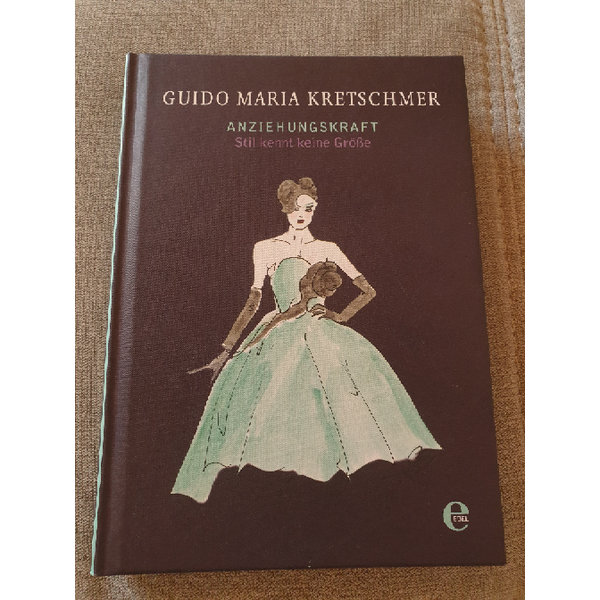 GUIDO MARIA KRETSCHMER
ANZIEHUNGSKRAFT
Stil kennt keine Größe
e
EDEL